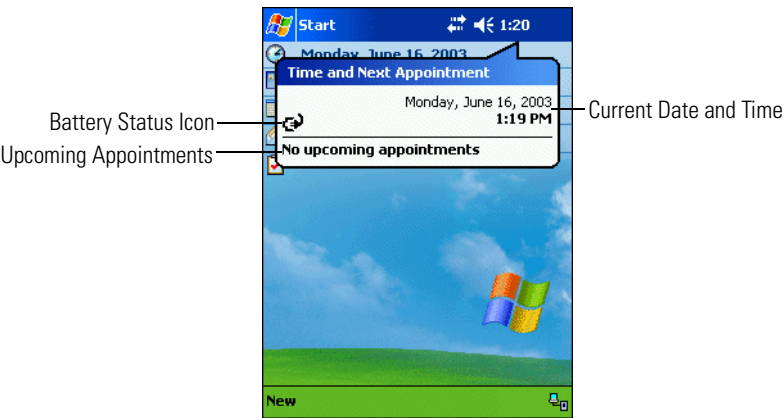 Start 1:20
Monday, June 16, 2003
Time and Next Appointment
Monday, June 16, 2003
1:19 PM
No upcoming appointments
New
Battery Status Icon
Upcoming Appointments
Current Date and Time